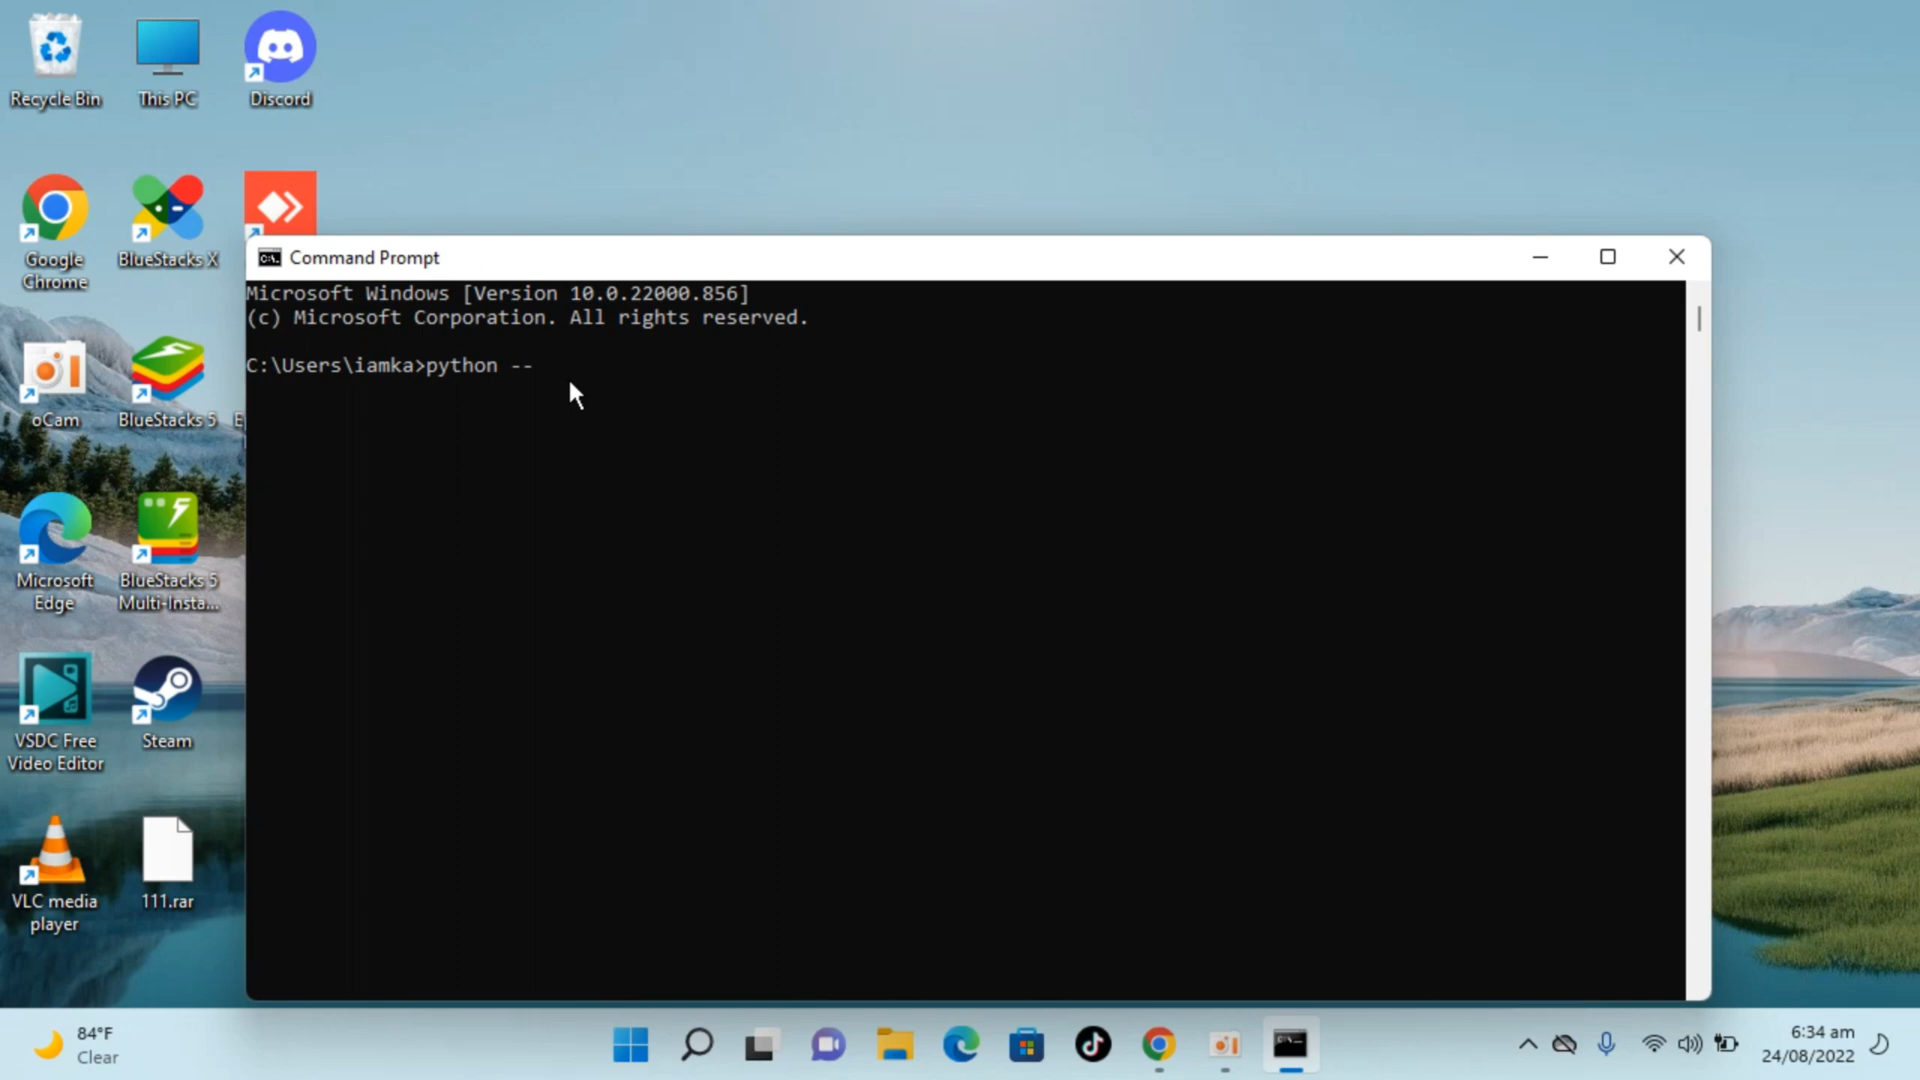 Recycle Bin
This PC
Discord
Google
Chrome
BlueStacks X
oCam
BlueStacks 5
E
Microsoft
Edge
BlueStacks 5
Multi-Insta...
VSDC Free
Video Editor
Steam
VLC media
player
111.rar
Command Prompt
Microsoft Windows [Version 10.0.22000.856]
(c) Microsoft Corporation. All rights reserved.
C:\Users\iamka>python --
84°F
Clear
6:34 am
24/08/2022